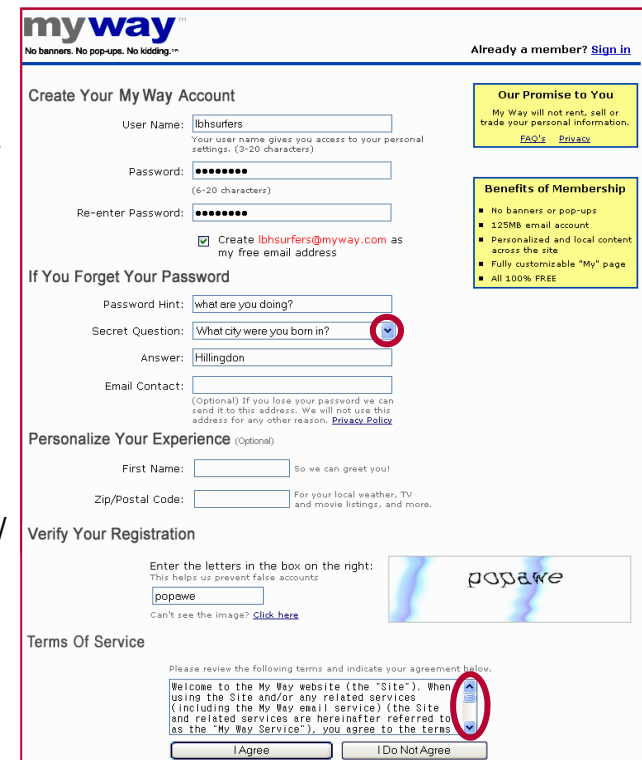 myway™
No banners. No pop-ups. No kidding.
Already a member? Sign in
Create Your My Way Account
User Name: lbhsurfers
Your user name gives you access to your personal
settings. (3-20 characters)
Password: ●●●●●●●●
(6-20 characters)
Re-enter Password: ●●●●●●●●
Create lbhsurfers@myway.com as
my free email address
Our Promise to You
My Way will not rent, sell or
trade your personal information.
FAQ's Privacy
Benefits of Membership
No banners or pop-ups
125MB email account
Personalized and local content
across the site
Fully customizable "My" page
All 100% FREE
If You Forget Your Password
Password Hint: what are you doing?
Secret Question: What city were you born in?
Answer: Hillingdon
Email Contact:
(Optional) If you lose your password we can
send it to this address. We will not use this
address for any other reason. Privacy Policy
Personalize Your Experience (Optional)
First Name: So we can greet you!
Zip/Postal Code: For your local weather, TV
and movie listings, and more.
/
Verify Your Registration
Enter the letters in the box on the right:
This helps us prevent false accounts
popawe
Can't see the image? Click here
popawe
Terms Of Service
Please review the following terms and indicate your agreement below.
Welcome to the My Way website (the "Site"). When
using the Site and/or any related services
(including the My Way email service) (the Site
and related services are hereinafter referred to
as the "My Way Service"), you agree to the terms
I Agree I Do Not Agree